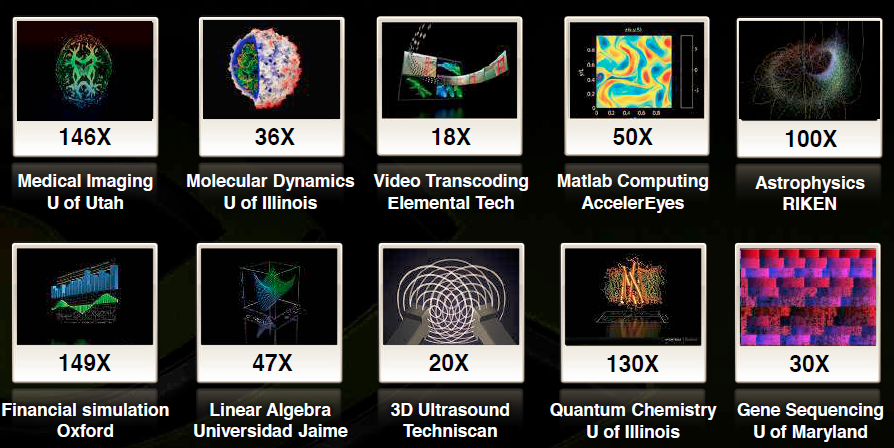 146X
Medical Imaging
U of Utah
36X
Molecular Dynamics
U of Illinois
18X
Video Transcoding
Elemental Tech
50X
Matlab Computing
AccelerEyes
100X
Astrophysics
RIKEN
149X
Financial simulation
Oxford
47X
Linear Algebra
Universidad Jaime
20X
3D Ultrasound
Techniscan
130X
Quantum Chemistry
U of Illinois
30X
Gene Sequencing
U of Maryland